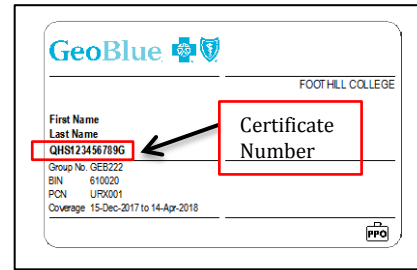 GeoBlue
FOOTHILL COLLEGE
First Name
Last Name
QHS123456789G
Certificate
Number
Group No. GEB222
BIN 610020
PCN URX001
Coverage 15-Dec-2017 to 14-Apr-2018
PPO